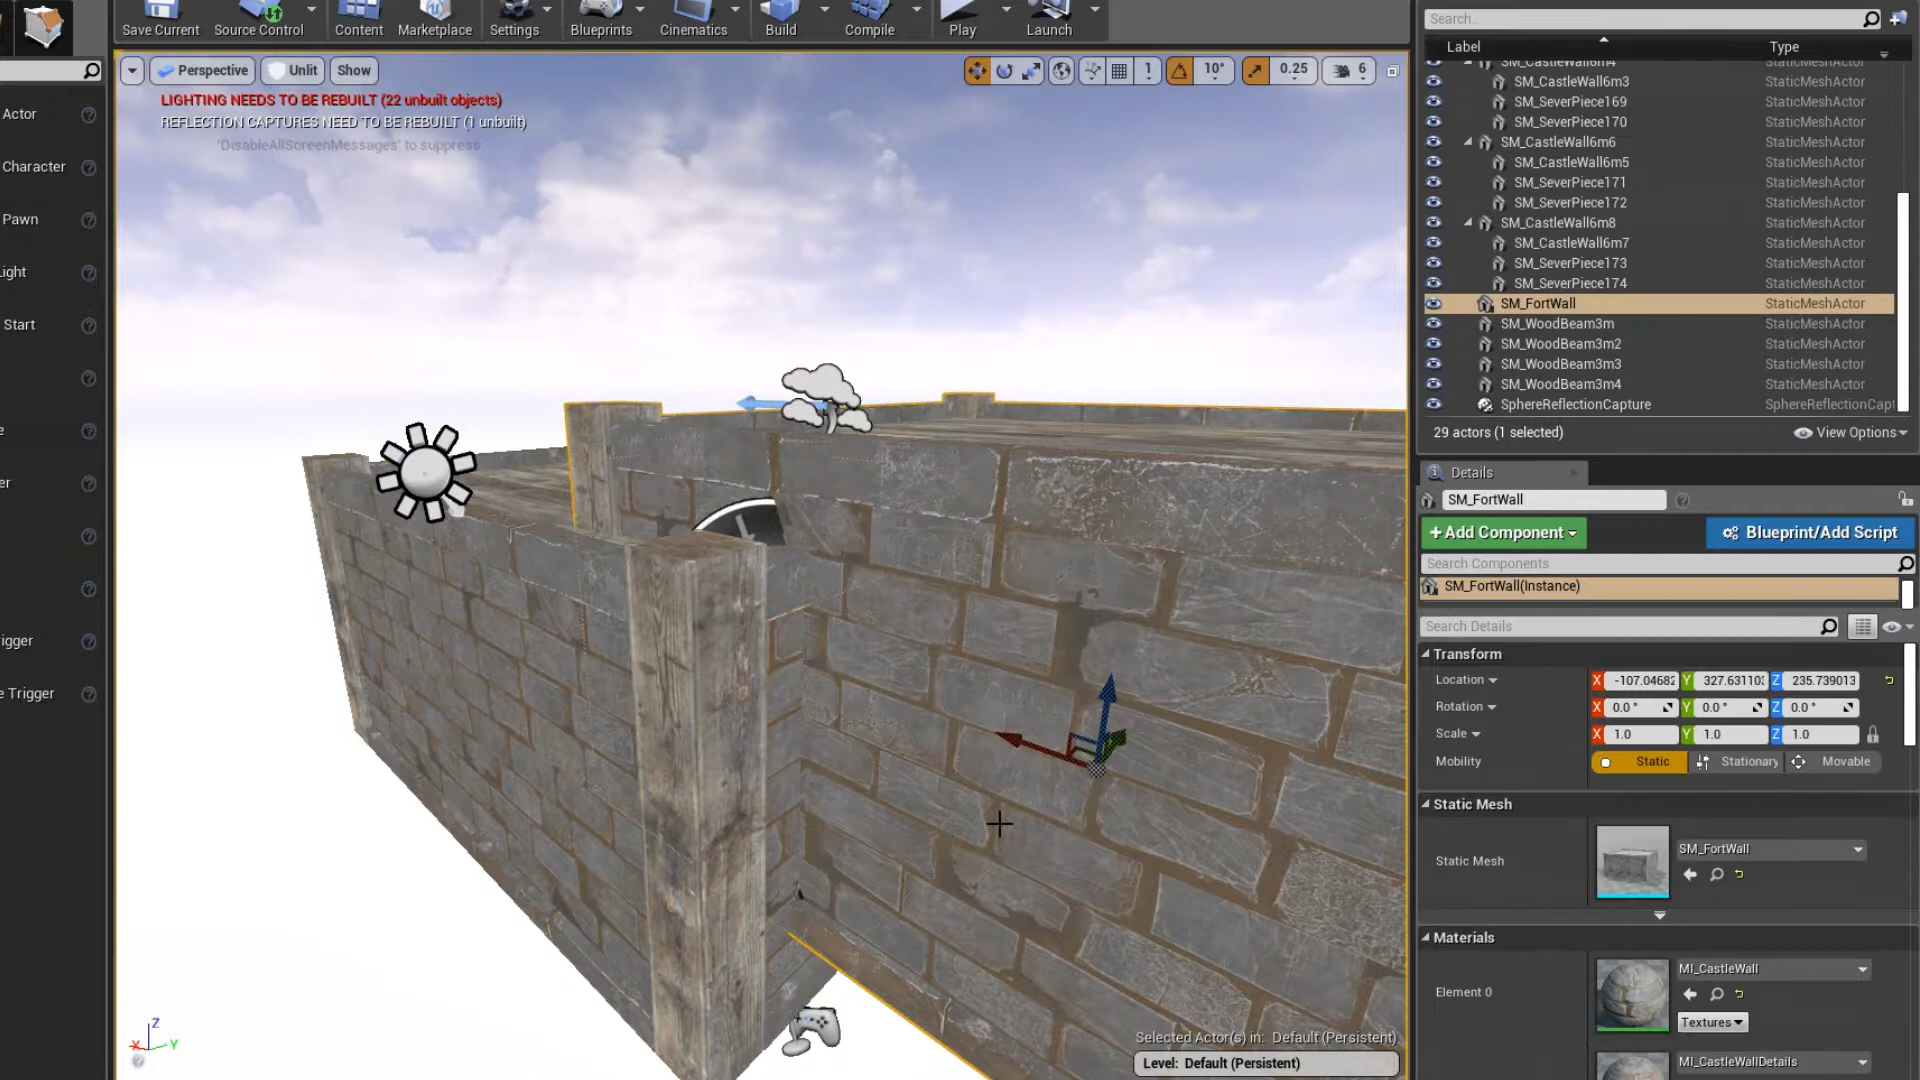 Save Current
Source Control
Content
Marketplace
Settings
Blueprints
Cinematics
Build
Compile
Play
Launch
Perspective
Unlit
Show
1
10°
0.25
6
LIGHTING NEEDS TO BE REBUILT (22 unbuilt objects)
REFLECTION CAPTURES NEED TO BE REBUILT (1 unbuilt)
'DisableAllScreenMessages' to suppress
Actor
Character
Pawn
Light
Start
e
er
igger
e Trigger
Search...
Label Type
SM_CastleWall6m4 StaticMeshActor
SM_CastleWall6m3 StaticMeshActor
SM_SeverPiece169 StaticMeshActor
SM_SeverPiece170 StaticMeshActor
SM_CastleWall6m6 StaticMeshActor
SM_CastleWall6m5 StaticMeshActor
SM_SeverPiece171 StaticMeshActor
SM_SeverPiece172 StaticMeshActor
SM_CastleWall6m8 StaticMeshActor
SM_CastleWall6m7 StaticMeshActor
SM_SeverPiece173 StaticMeshActor
SM_SeverPiece174 StaticMeshActor
SM_FortWall StaticMeshActor
SM_WoodBeam3m StaticMeshActor
SM_WoodBeam3m2 StaticMeshActor
SM_WoodBeam3m3 StaticMeshActor
SM_WoodBeam3m4 StaticMeshActor
SphereReflectionCapture SphereReflectionCapt
29 actors (1 selected)
View Options
Details
SM_FortWall
+Add Component
Blueprint/Add Script
Search Components
SM_FortWall(Instance)
Search Details
Transform
Location X -107.04682 Y 327.63110 Z 235.739013
Rotation X 0.0 ° Y 0.0 ° Z 0.0 °
Scale X 1.0 Y 1.0 Z 1.0
Mobility Static Stationary Movable
Static Mesh
Static Mesh SM_FortWall
Materials
Element 0 MI_CastleWall
Textures
MI_CastleWallDetails
Z
X Y
Selected Actor(s) in: Default (Persistent)
Level: Default (Persistent)